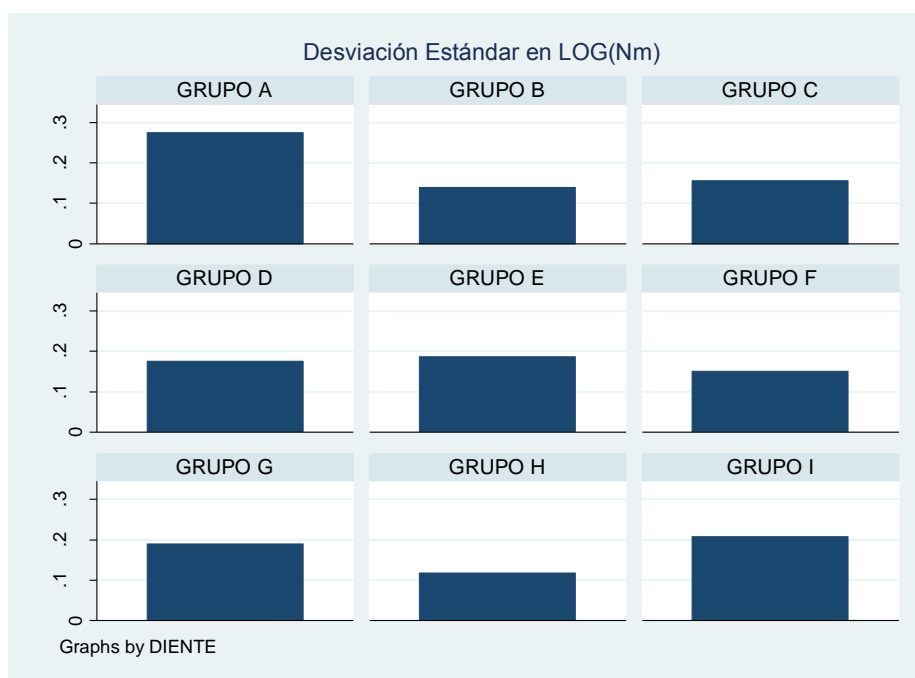 Desviación Estándar en LOG(Nm)
GRUPO A GRUPO B GRUPO C
.3
.2
.1
0
GRUPO D GRUPO E GRUPO F
.3
.2
.1
0
GRUPO G GRUPO H GRUPO I
.3
.2
.1
0
Graphs by DIENTE